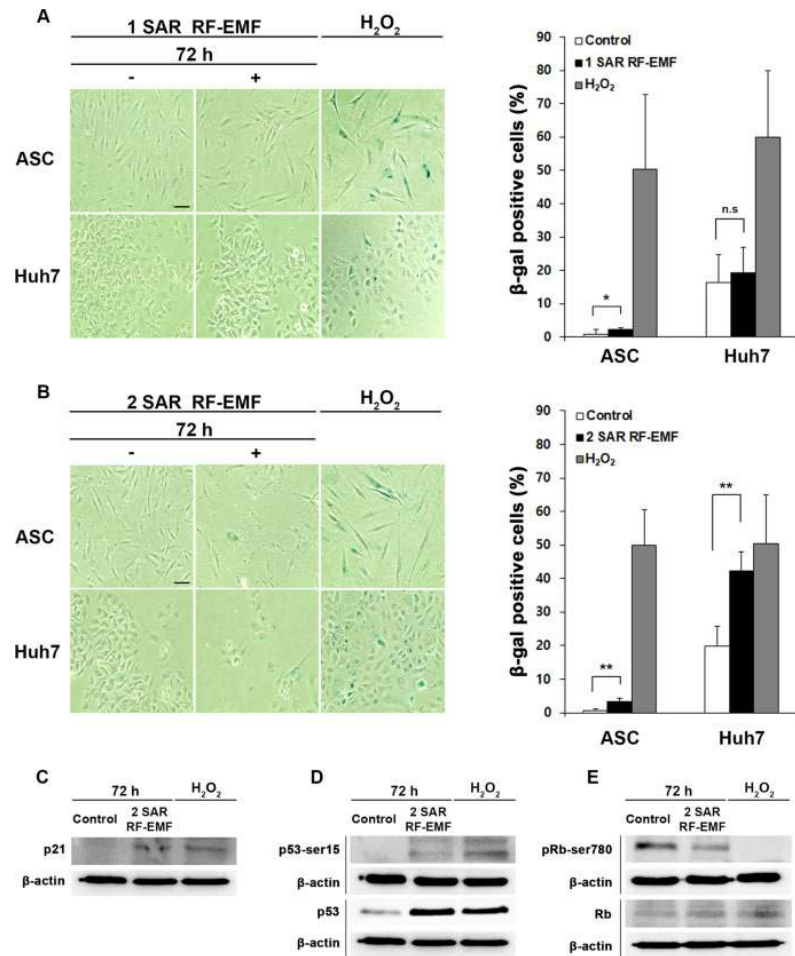 A
1 SAR RF-EMF
H₂O₂
72 h
- +
ASC
Huh7
β-gal positive cells (%)
90
80
70
60
50
40
30
20
10
0
Control
1 SAR RF-EMF
H₂O₂
*
n.s
ASC Huh7
B
2 SAR RF-EMF
H₂O₂
72 h
- +
ASC
Huh7
β-gal positive cells (%)
90
80
70
60
50
40
30
20
10
0
Control
2 SAR RF-EMF
H₂O₂
**
**
ASC Huh7
C
72 h H₂O₂
Control 2 SAR
RF-EMF
p21
β-actin
D
72 h H₂O₂
Control 2 SAR
RF-EMF
p53-ser15
β-actin
p53
β-actin
E
72 h H₂O₂
Control 2 SAR
RF-EMF
pRb-ser780
β-actin
Rb
β-actin